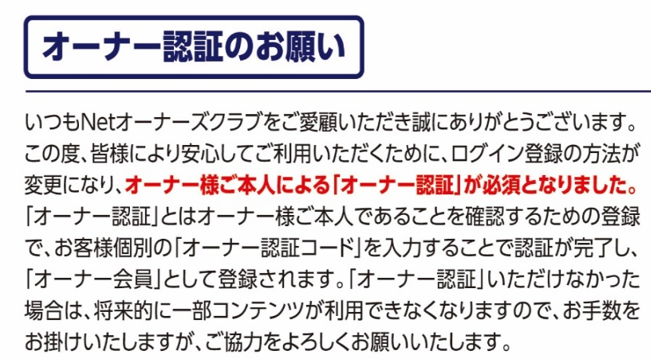 オーナー認証のお願い
いつもNetオーナーズクラブをご愛顧いただき誠にありがとうございます。
この度、皆様により安心してご利用いただくために、ログイン登録の方法が
変更になり、オーナー様ご本人による「オーナー認証」が必須となりました。
「オーナー認証」とはオーナー様ご本人であることを確認するための登録
で、お客様個別の「オーナー認証コード」を入力することで認証が完了し、
「オーナー会員」として登録されます。「オーナー認証」いただけなかった
場合は、将来的に一部コンテンツが利用できなくなりますので、お手数を
お掛けいたしますが、ご協力をよろしくお願いいたします。